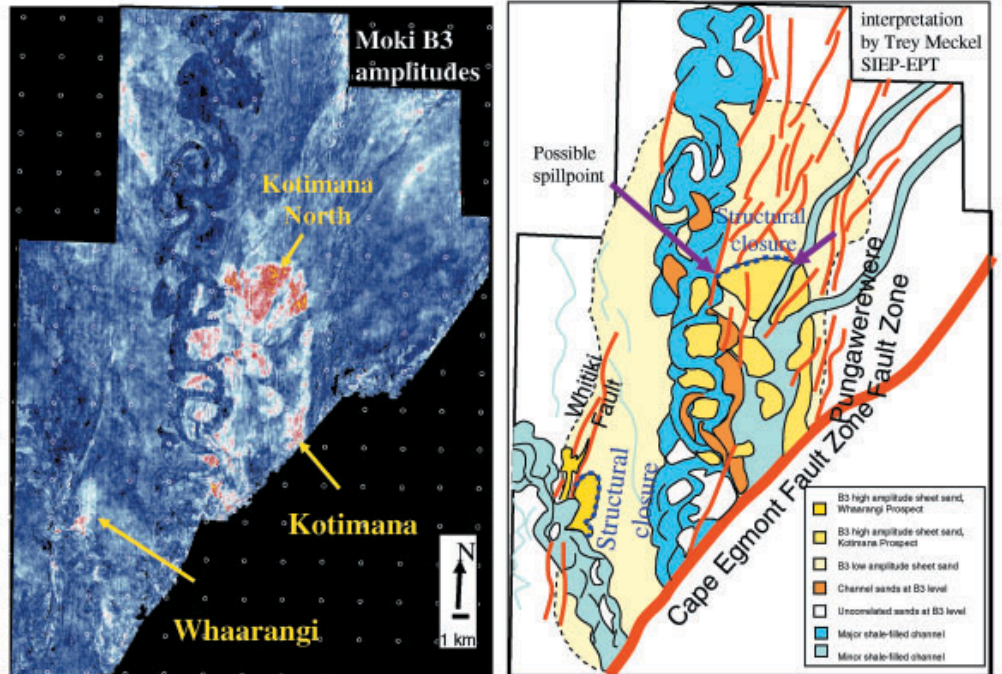 Moki B3
amplitudes
Kotimana
North
Kotimana
Whaarangi
N
1 km
interpretation
by Trey Meckel
SIEP-EPT
Possible
spillpoint
Structural
closure
Whitiki
Fault
Structural
closure
Pungawerewere
Fault Zone
Cape Egmont Fault Zone
B3 high amplitude sheet sand,
Whaarangi Prospect
B3 high amplitude sheet sand,
Kotimana Prospect
B3 low amplitude sheet sand
Channel sands at B3 level
Uncorrelated sands at B3 level
Major shale-filled channel
Minor shale-filled channel